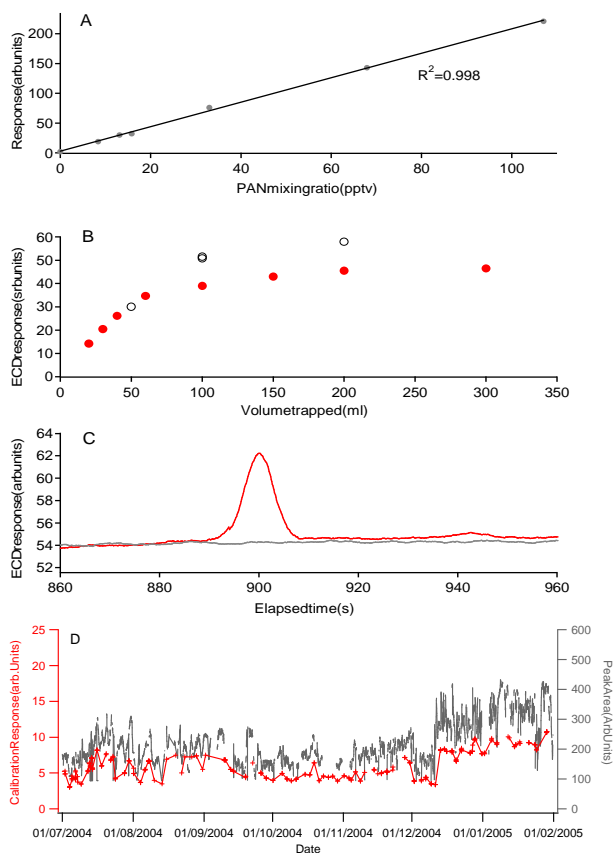 A
Response(arbunits)
200
150
100
50
0
R2=0.998
0 20 40 60 80 100
PANmixingratio(pptv)
B
ECDresponse(srbunits)
60
50
40
30
20
10
0
0 50 100 150 200 250 300 350
Volumetrapped(ml)
C
ECDresponse(arbunits)
64
62
60
58
56
54
52
860 880 900 920 940 960
Elapsedtime(s)
D
CalibrationResponse(arb.Units)
25
20
15
10
5
0
600
500
400
300
200
100
0
PeakArea(ArbUnits)
01/07/2004 01/08/2004 01/09/2004 01/10/2004 01/11/2004 01/12/2004 01/01/2005 01/02/2005
Date